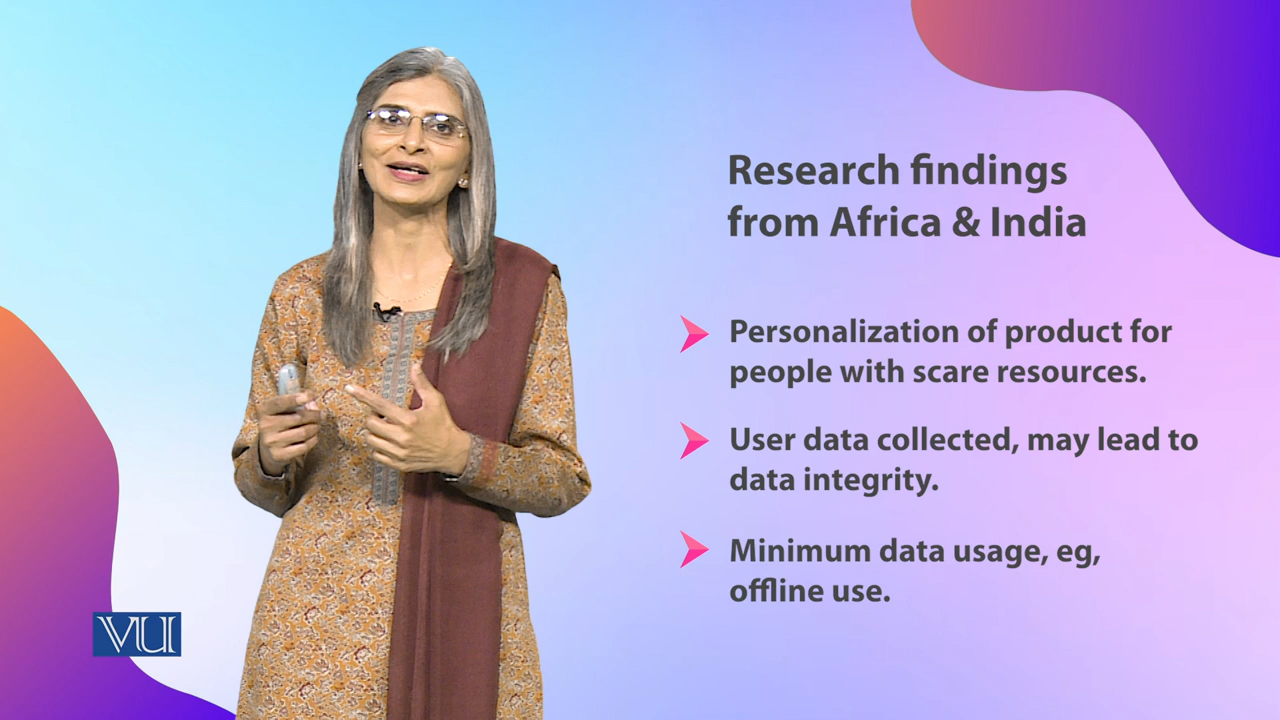 Research findings
from Africa & India
Personalization of product for
people with scare resources.
User data collected, may lead to
data integrity.
Minimum data usage, eg,
offline use.
VU